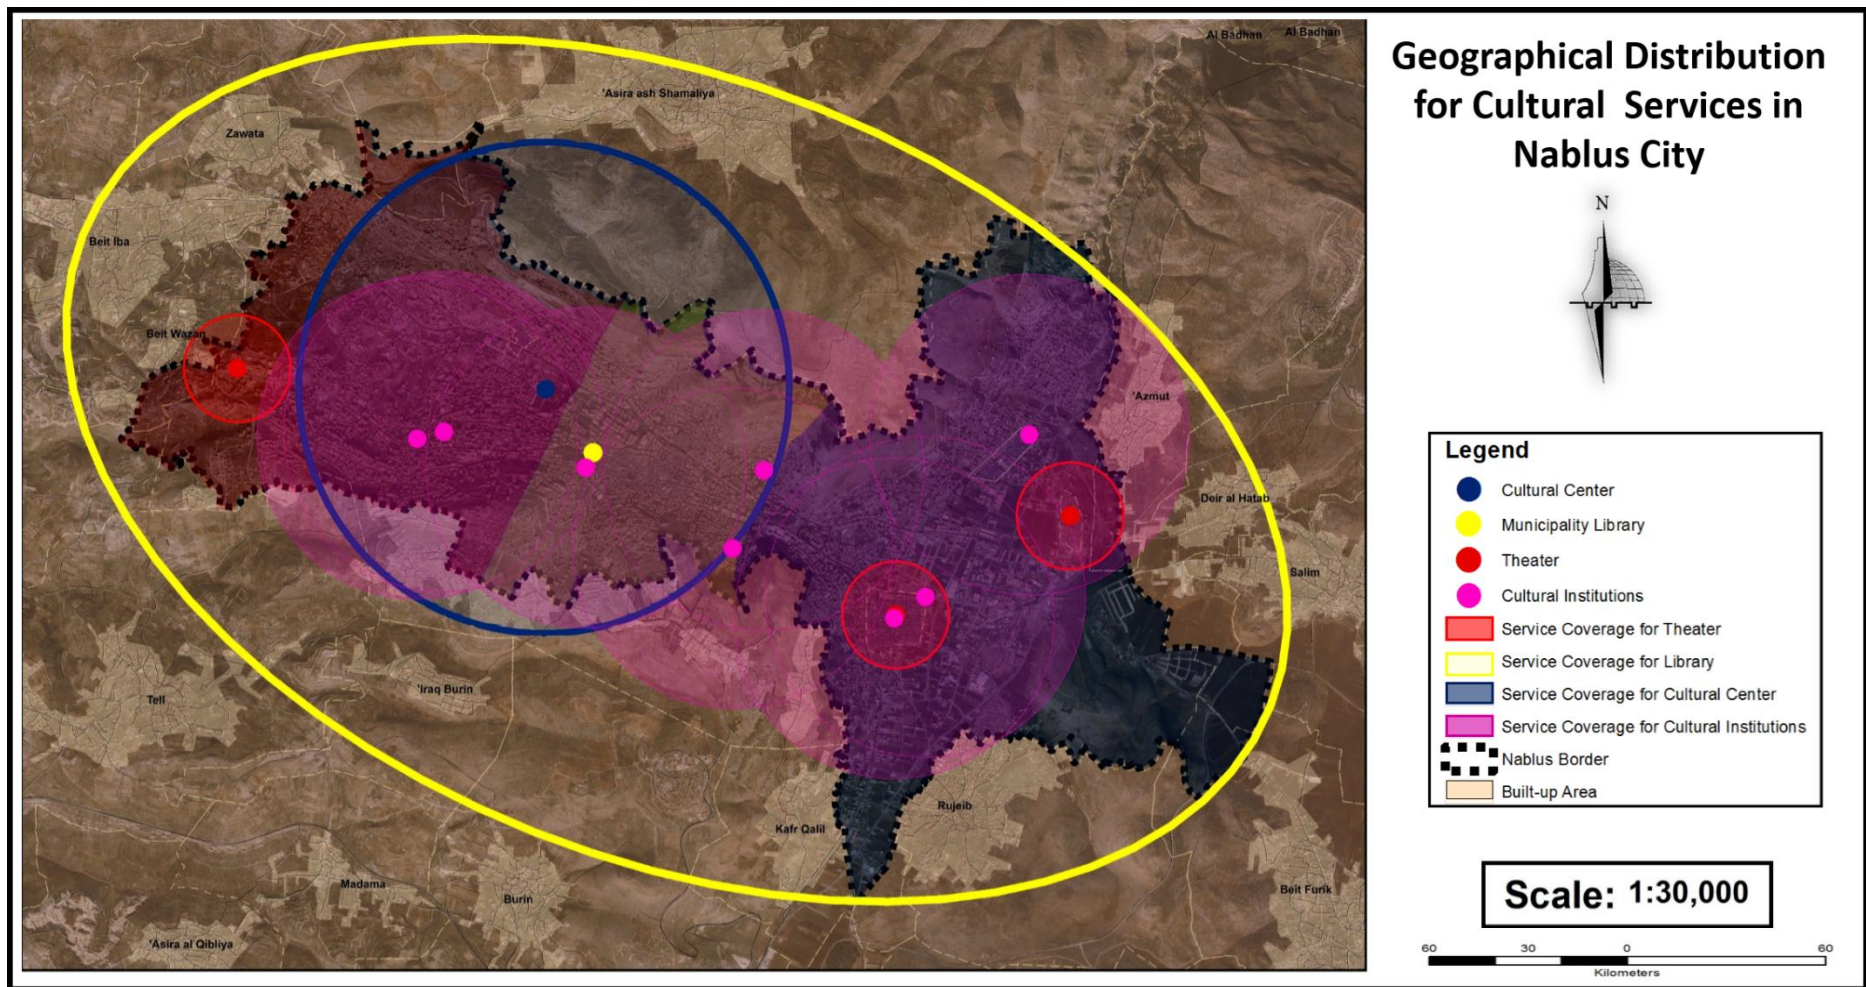 Geographical Distribution
for Cultural Services in
Nablus City
N
Al Badhan
Al Badhan
'Asira ash Shamaliya
Zawata
Beit Iba
Beit Wazan
'Azmut
Deir al Hatab
Salim
Tell
'Iraq Burin
Rujeib
Kafr Qalil
Madama
Burin
Beit Furik
'Asira al Qibliya
Legend
Cultural Center
Municipality Library
Theater
Cultural Institutions
Service Coverage for Theater
Service Coverage for Library
Service Coverage for Cultural Center
Service Coverage for Cultural Institutions
Nablus Border
Built-up Area
Scale: 1:30,000
60 30 0 60
Kilometers